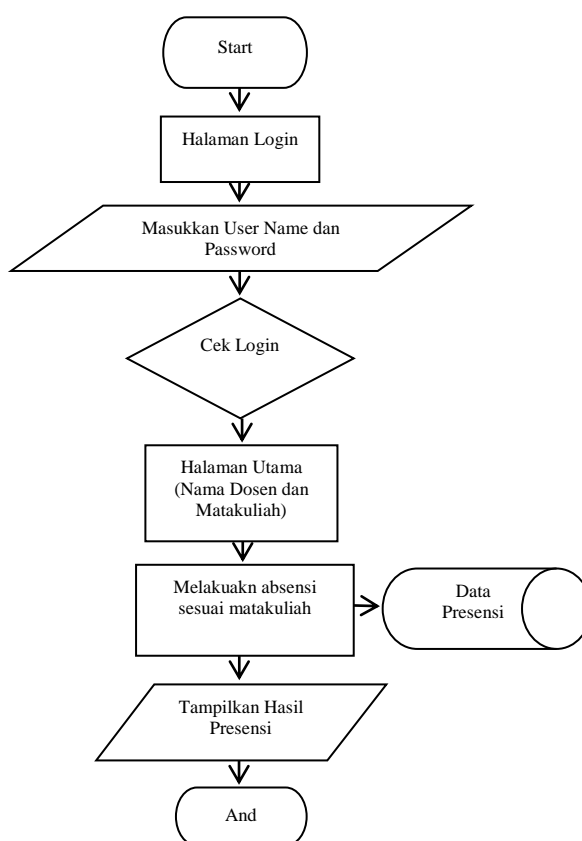 Start
Halaman Login
Masukkan User Name dan
Password
Cek Login
Halaman Utama
(Nama Dosen dan
Matakuliah)
Melakuakn absensi
sesuai matakuliah
Data
Presensi
Tampilkan Hasil
Presensi
And